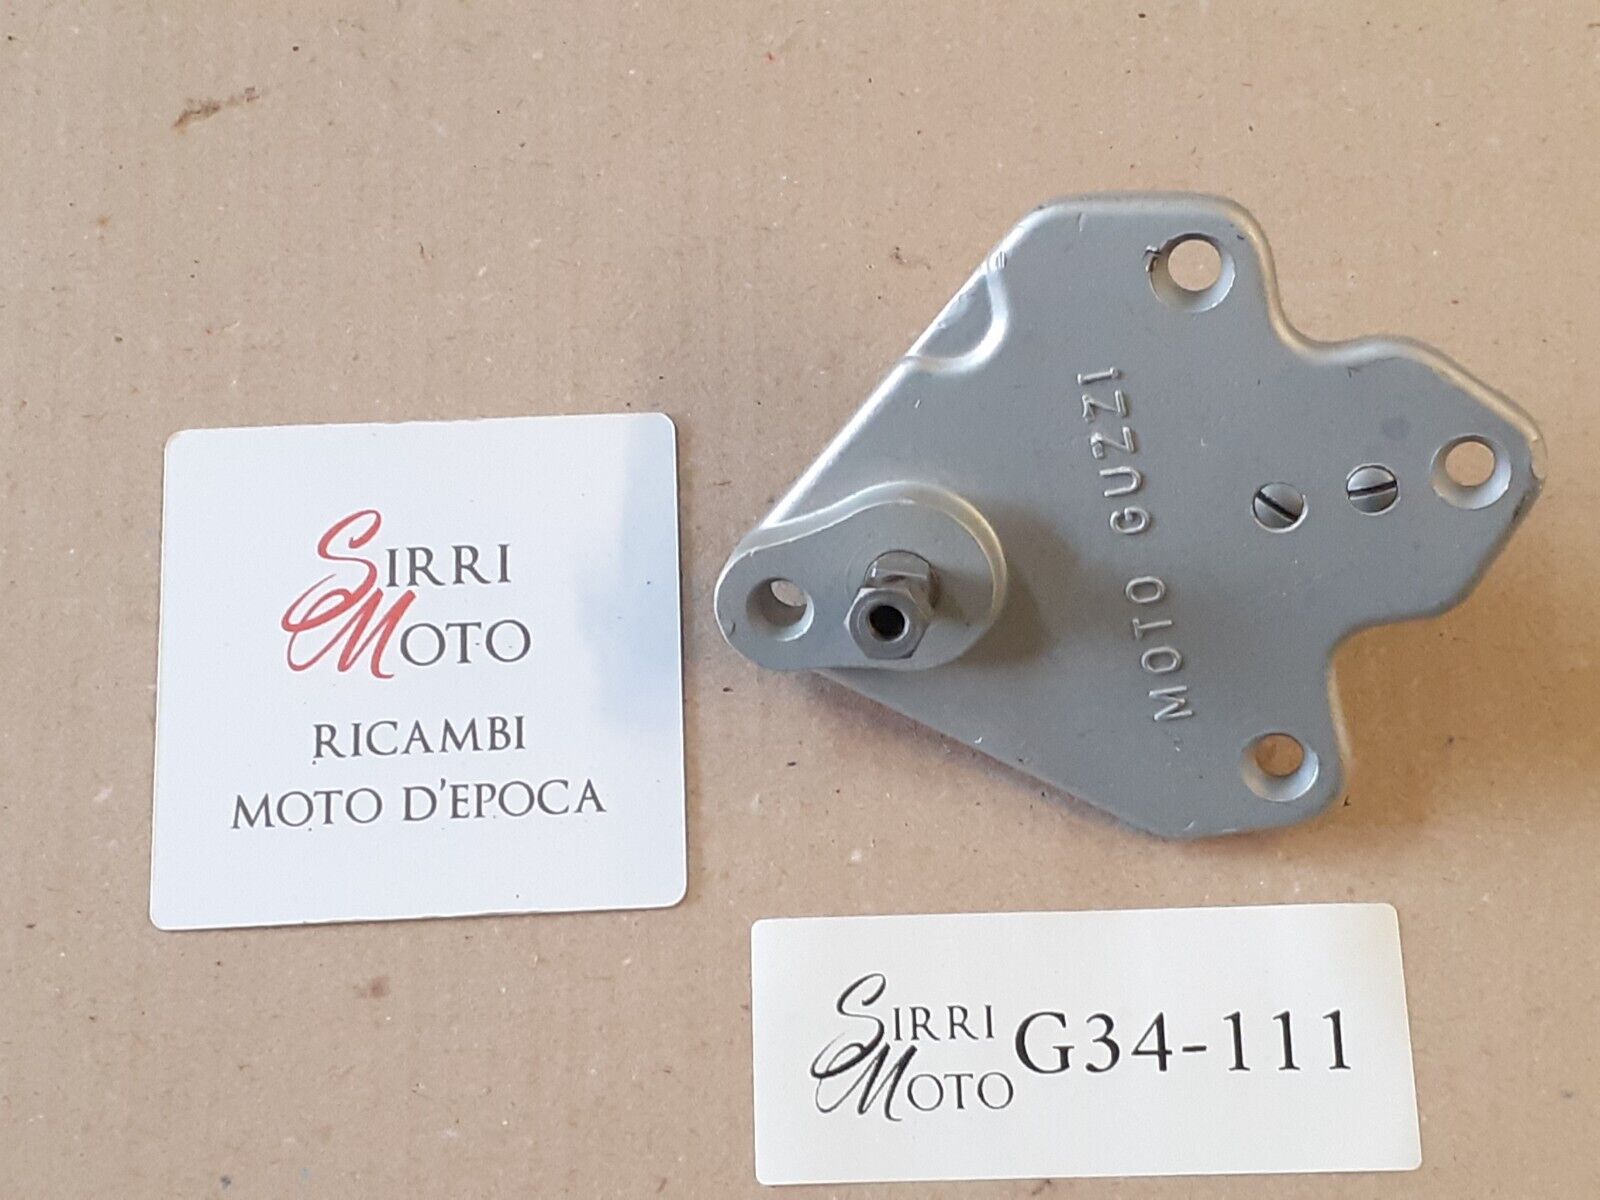 SIRRI
MOTO
RICAMBI
MOTO D'EPOCA
MOTO GUZZI
SIRRI
MOTO
G34-111